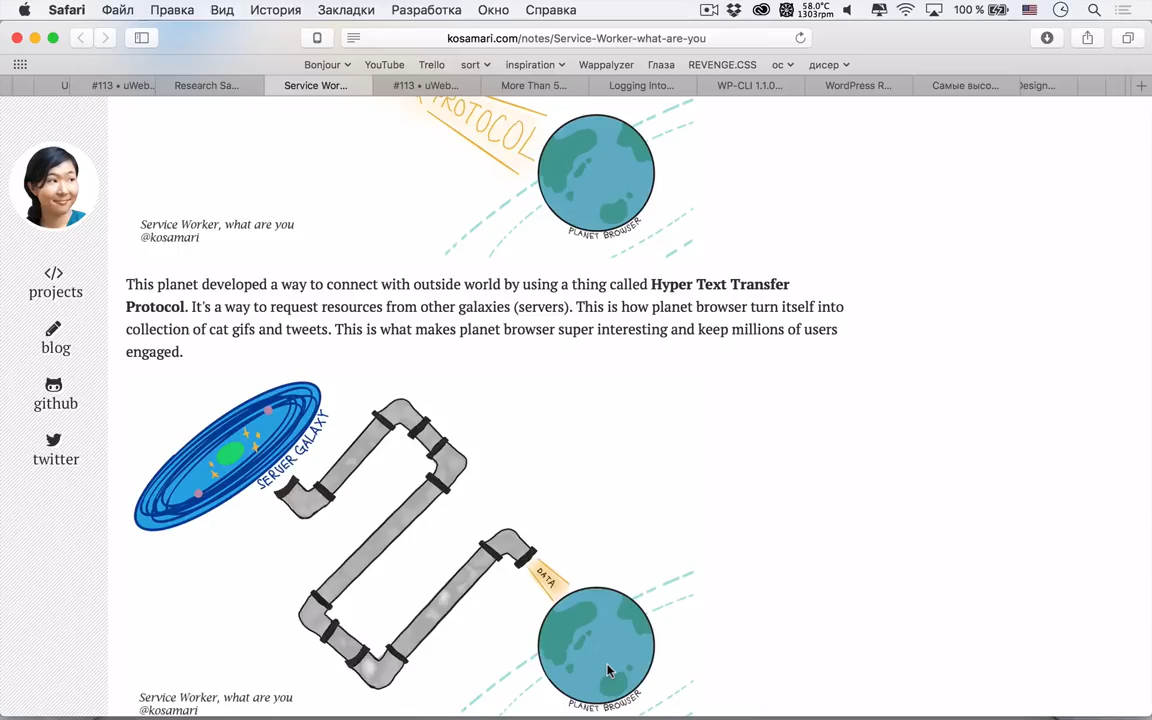 Safari Файл Правка Вид История Закладки Разработка Окно Справка 58.0°C 1303rpm 100 %
kosamari.com/notes/Service-Worker-what-are-you
Bonjour YouTube Trello sort inspiration Wappalyzer Глаза REVENGE.CSS ос дисер
U #113 • uWeb... Research Sa... Service Wor... #113 • uWeb... More Than 5... Logging Into... WP-CLI 1.1.0... WordPress R... Самые высо... Design...
PROTOCOL
PLANET BROWSER
Service Worker, what are you
@kosamari
</> projects
blog
github
twitter
This planet developed a way to connect with outside world by using a thing called Hyper Text Transfer
Protocol. It's a way to request resources from other galaxies (servers). This is how planet browser turn itself into
collection of cat gifs and tweets. This is what makes planet browser super interesting and keep millions of users
engaged.
SERVER GALAXY
DATA
PLANET BROWSER
Service Worker, what are you
@kosamari